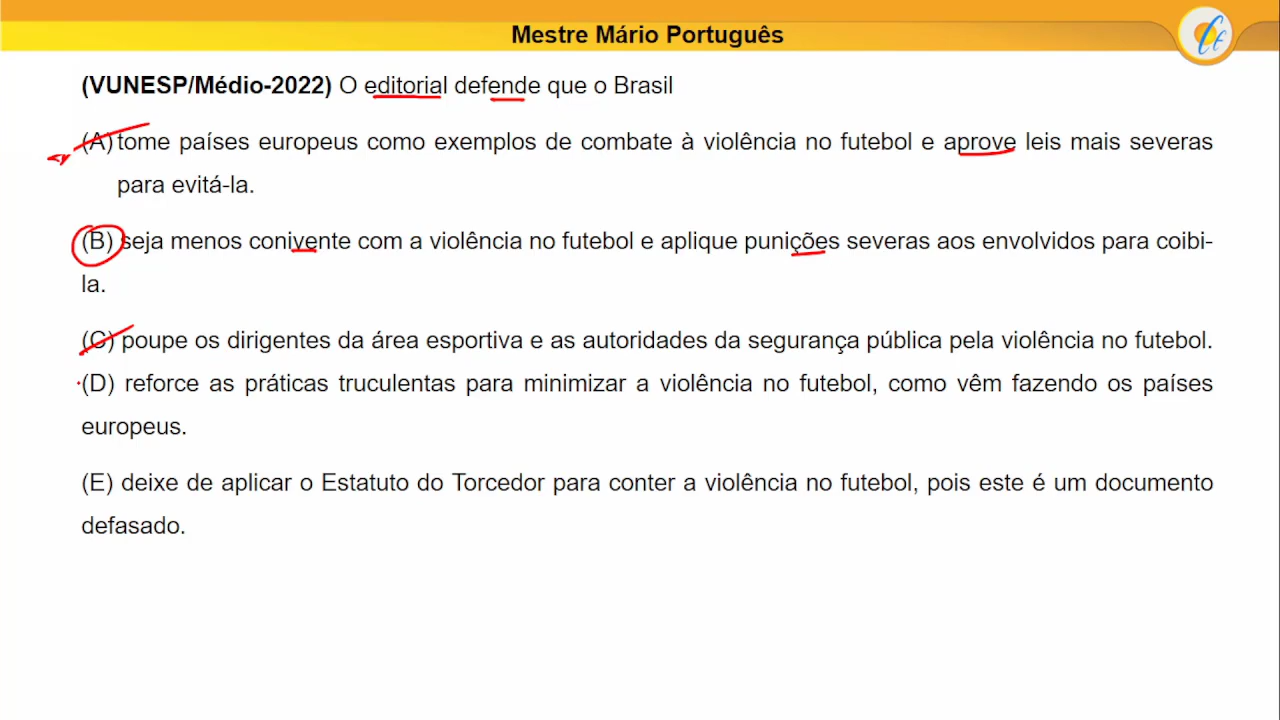 Mestre Mário Português
(VUNESP/Médio-2022) O editorial defende que o Brasil
(A) tome países europeus como exemplos de combate à violência no futebol e aprove leis mais severas
para evitá-la.
(B) seja menos conivente com a violência no futebol e aplique punições severas aos envolvidos para coibi-
la.
(C) poupe os dirigentes da área esportiva e as autoridades da segurança pública pela violência no futebol.
(D) reforce as práticas truculentas para minimizar a violência no futebol, como vêm fazendo os países
europeus.
(E) deixe de aplicar o Estatuto do Torcedor para conter a violência no futebol, pois este é um documento
defasado.